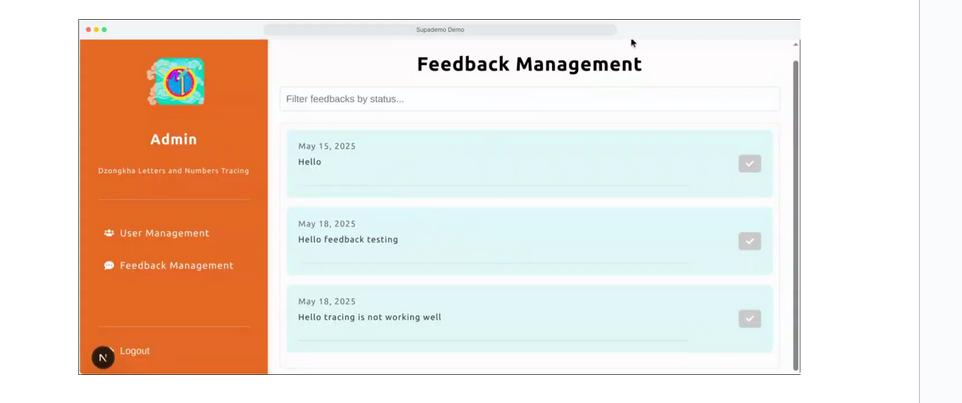 Supademo Demo
Admin
Dzongkha Letters and Numbers Tracing
User Management
Feedback Management
Logout
N
Feedback Management
Filter feedbacks by status...
May 15, 2025
Hello
May 18, 2025
Hello feedback testing
May 18, 2025
Hello tracing is not working well